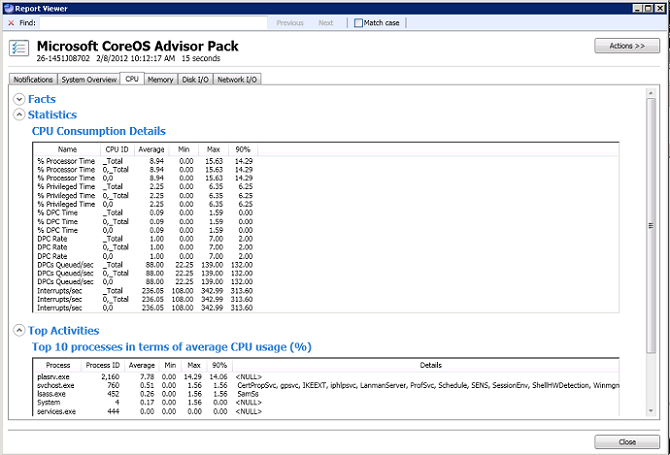 Report Viewer
Find: Previous Next Match case
Microsoft CoreOS Advisor Pack
26-1451J08702 2/8/2012 10:12:17 AM 15 seconds
Actions >>
Notifications System Overview CPU Memory Disk I/O Network I/O
Facts
Statistics
CPU Consumption Details
Name CPU ID Average Min Max 90%
% Processor Time _Total 8.94 0.00 15.63 14.29
% Processor Time 0,_Total 8.94 0.00 15.63 14.29
% Processor Time 0,0 8.94 0.00 15.63 14.29
% Privileged Time _Total 2.25 0.00 6.35 6.25
% Privileged Time 0,_Total 2.25 0.00 6.35 6.25
% Privileged Time 0,0 2.25 0.00 6.35 6.25
% DPC Time _Total 0.09 0.00 1.59 0.00
% DPC Time 0,_Total 0.09 0.00 1.59 0.00
% DPC Time 0,0 0.09 0.00 1.59 0.00
DPC Rate _Total 1.00 0.00 7.00 2.00
DPC Rate 0,_Total 1.00 0.00 7.00 2.00
DPC Rate 0,0 1.00 0.00 7.00 2.00
DPCs Queued/sec _Total 88.00 22.25 139.00 132.00
DPCs Queued/sec 0,_Total 88.00 22.25 139.00 132.00
DPCs Queued/sec 0,0 88.00 22.25 139.00 132.00
Interrupts/sec _Total 236.05 108.00 342.99 313.60
Interrupts/sec 0,_Total 236.05 108.00 342.99 313.60
Interrupts/sec 0,0 236.05 108.00 342.99 313.60
Top Activities
Top 10 processes in terms of average CPU usage (%)
Process Process ID Average Min Max 90% Details
plasrv.exe 2,160 7.78 0.00 14.29 14.06 <NULL>
svchost.exe 760 0.51 0.00 1.56 1.56 CertPropSvc, gpsvc, IKEEXT, iphlpsvc, LanmanServer, ProfSvc, Schedule, SENS, SessionEnv, ShellHWDetection, Winmgn
lsass.exe 452 0.26 0.00 1.56 1.56 SamSs
System 4 0.17 0.00 1.56 0.00 <NULL>
services.exe 444 0.00 0.00 0.00 0.00 <NULL>
Close